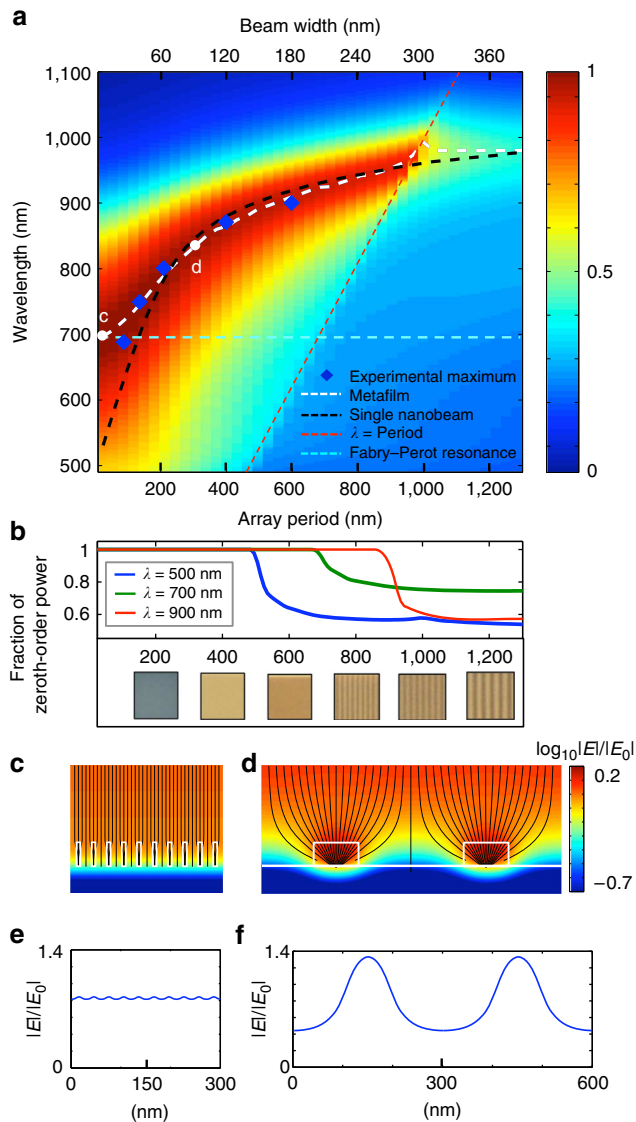 a
Beam width (nm)
60 120 180 240 300 360
1,100
1,000
900
800
700
600
500
Wavelength (nm)
c
d
Experimental maximum
Metafilm
Single nanobeam
λ = Period
Fabry–Perot resonance
1
0.5
0
200 400 600 800 1,000 1,200
Array period (nm)
b
Fraction of
zeroth-order power
1
0.8
0.6
λ = 500 nm
λ = 700 nm
λ = 900 nm
200 400 600 800 1,000 1,200
c
d
log10|E|/|E0|
0.2
−0.7
e
|E|/|E0|
1.4
0
0 150 300
(nm)
f
|E|/|E0|
1.4
0
0 300 600
(nm)